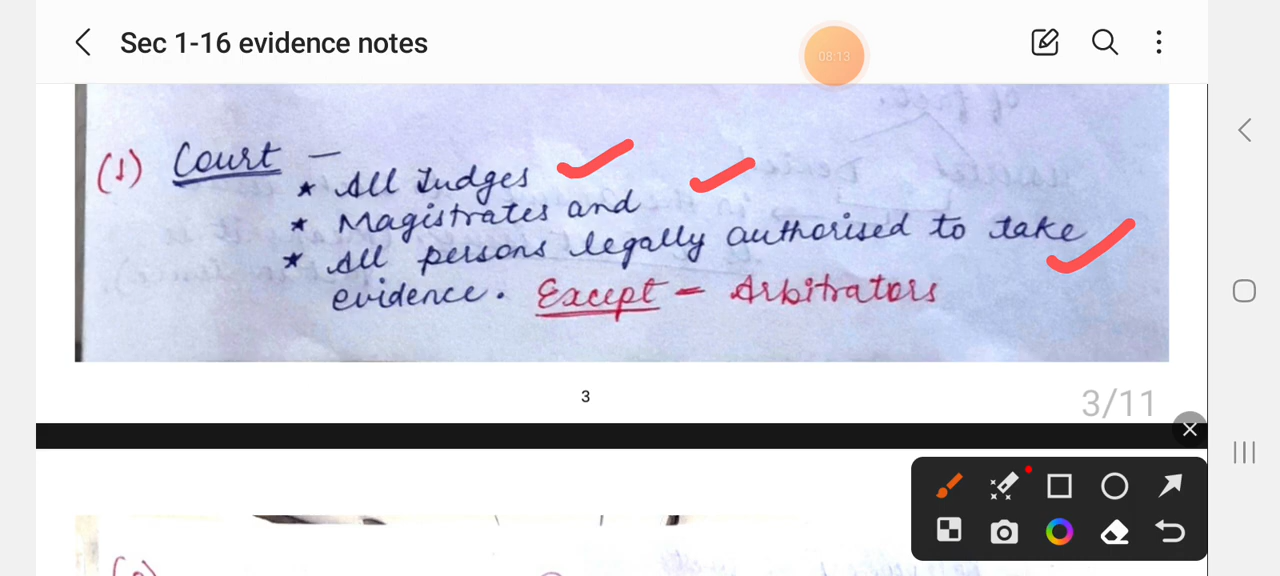 Sec 1-16 evidence notes
08:13
(1) Court -
* All Judges
* Magistrates and
* All persons legally authorised to take
evidence. Except - Arbitrators
3
3/11